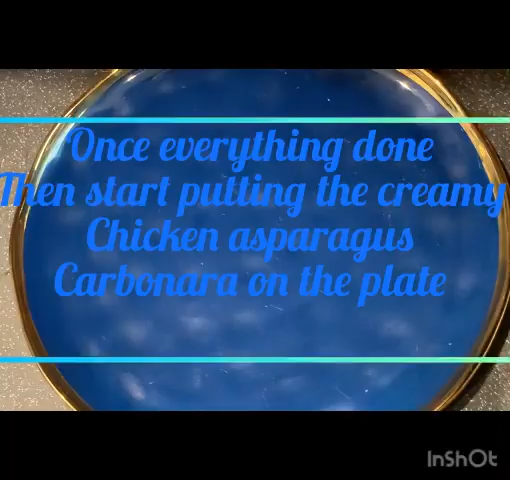 Once everything done
Then start putting the creamy
Chicken asparagus
Carbonara on the plate
InShOt